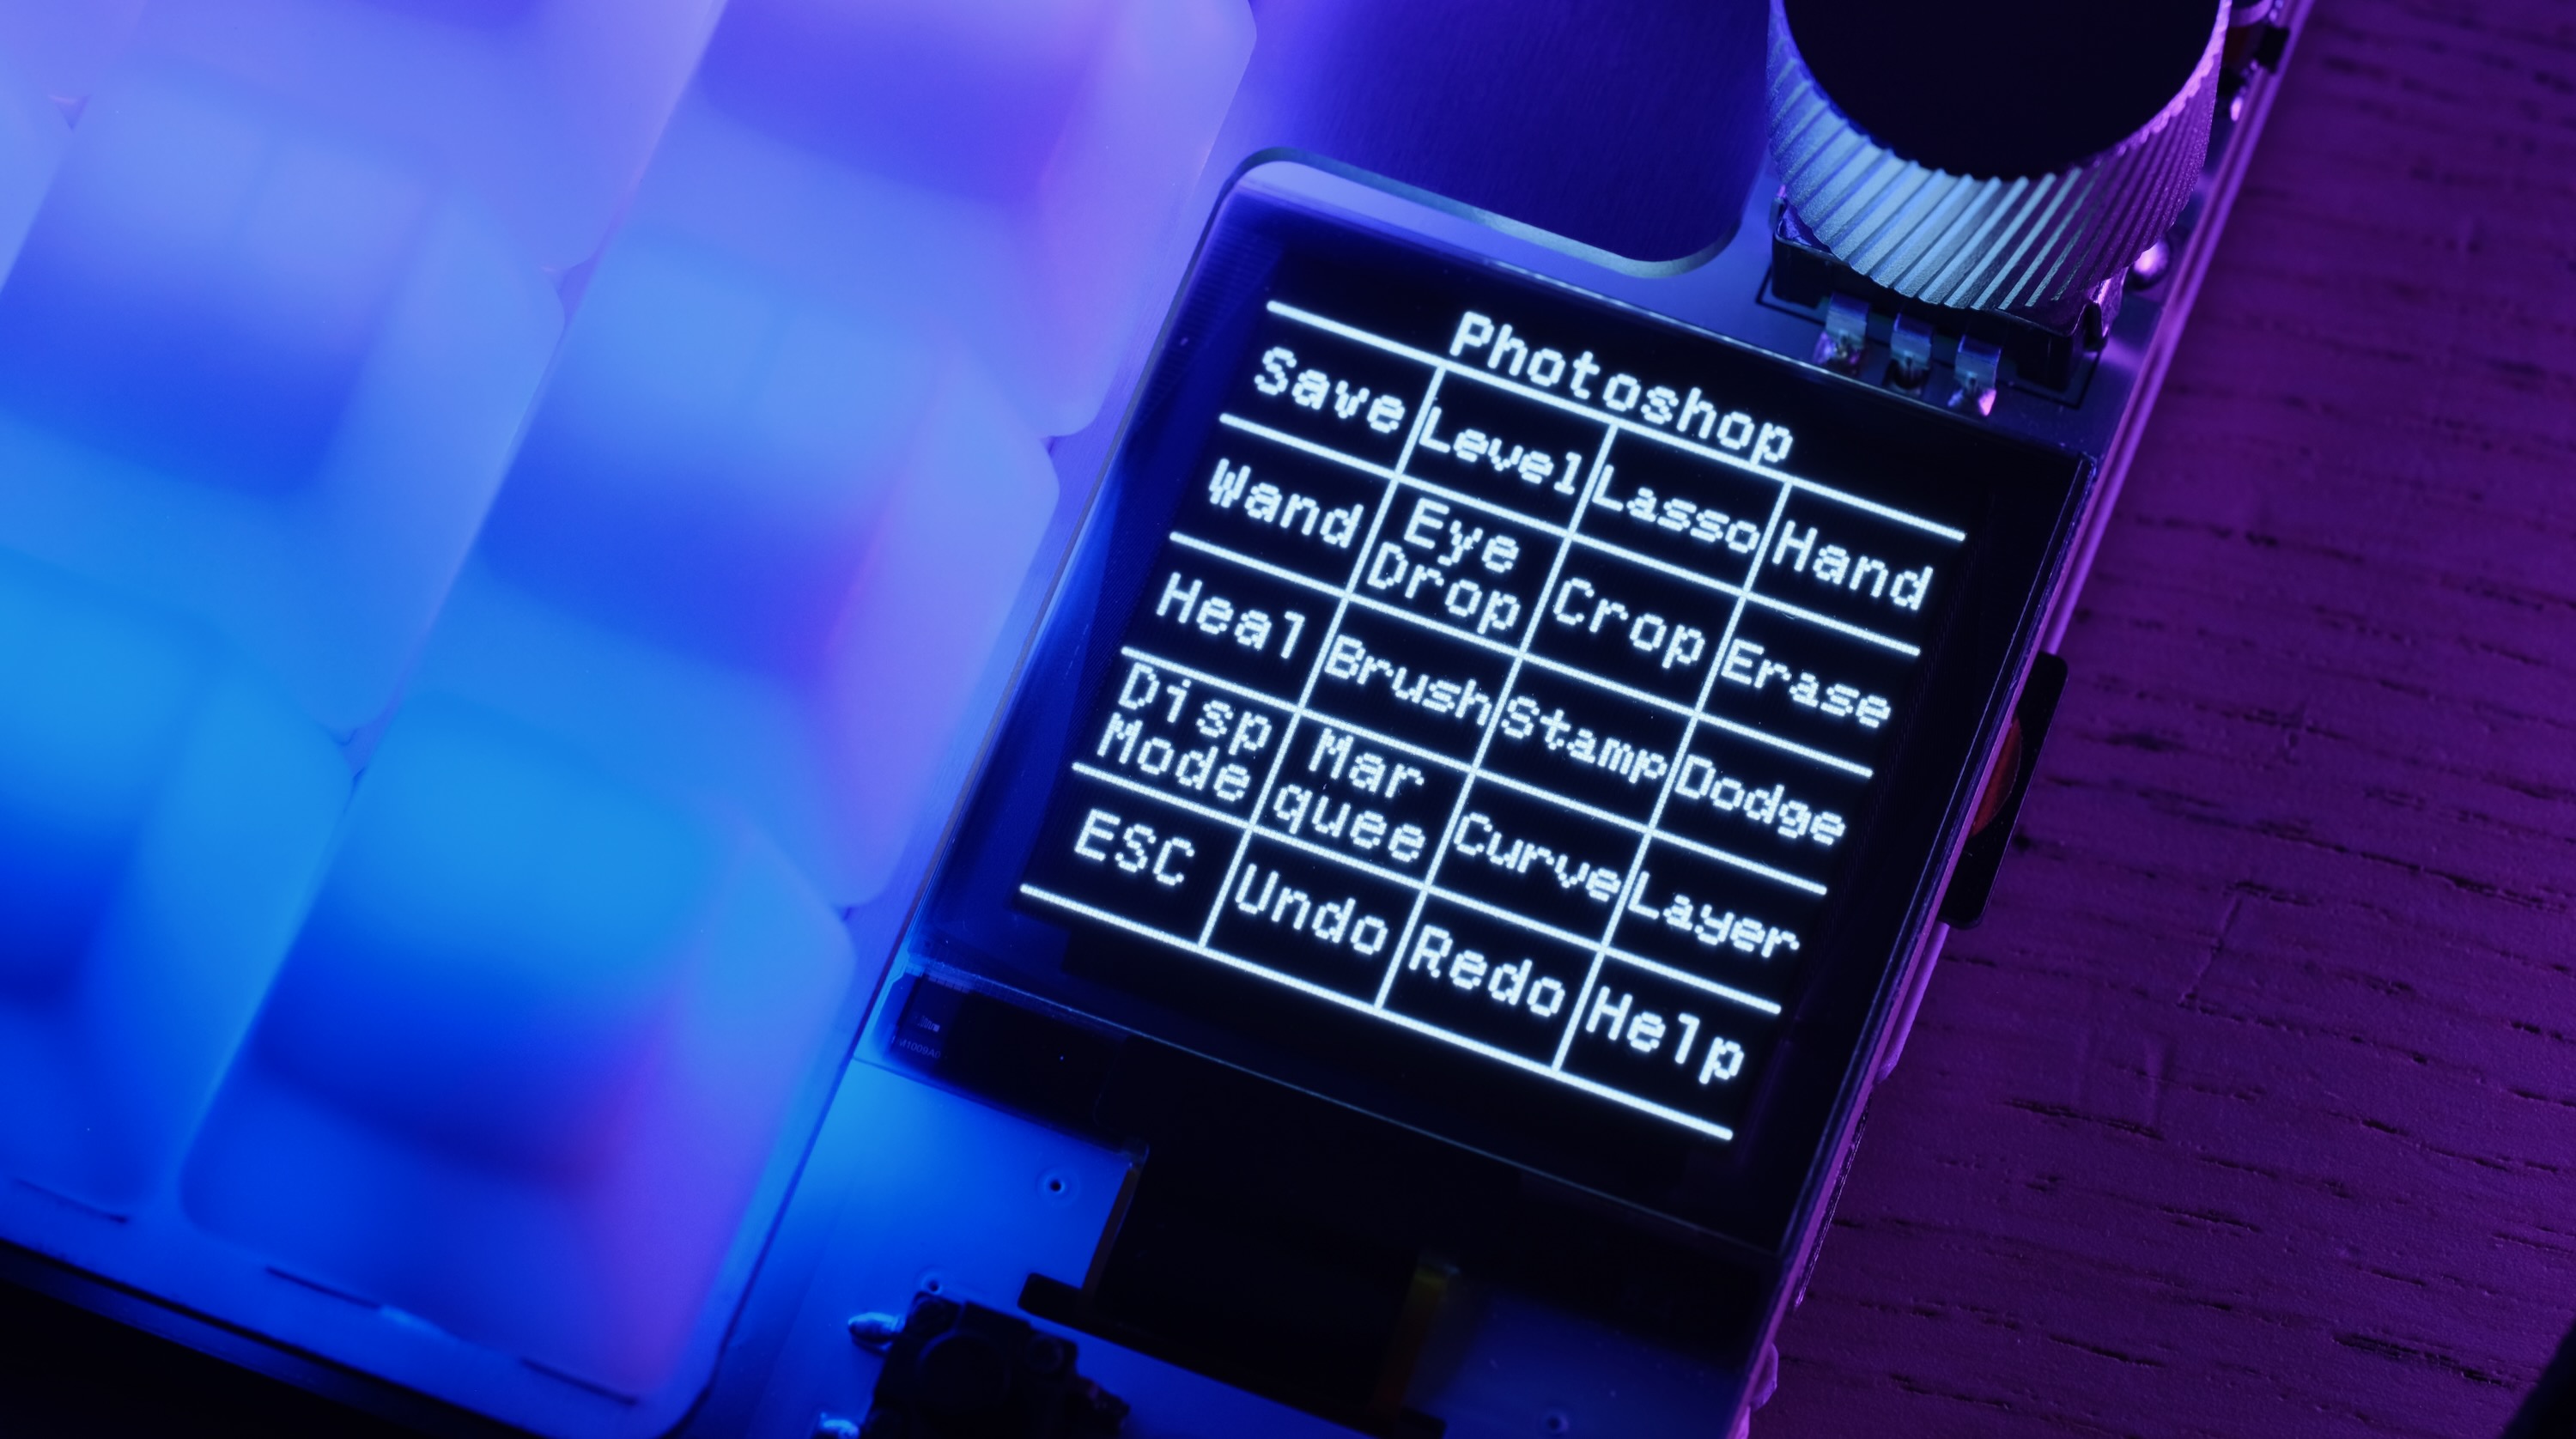 Photoshop
Save Level Lasso Hand
Wand Eye Drop Crop Erase
Heal Brush Stamp Dodge
Disp Mode Mar quee Curve Layer
ESC Undo Redo Help